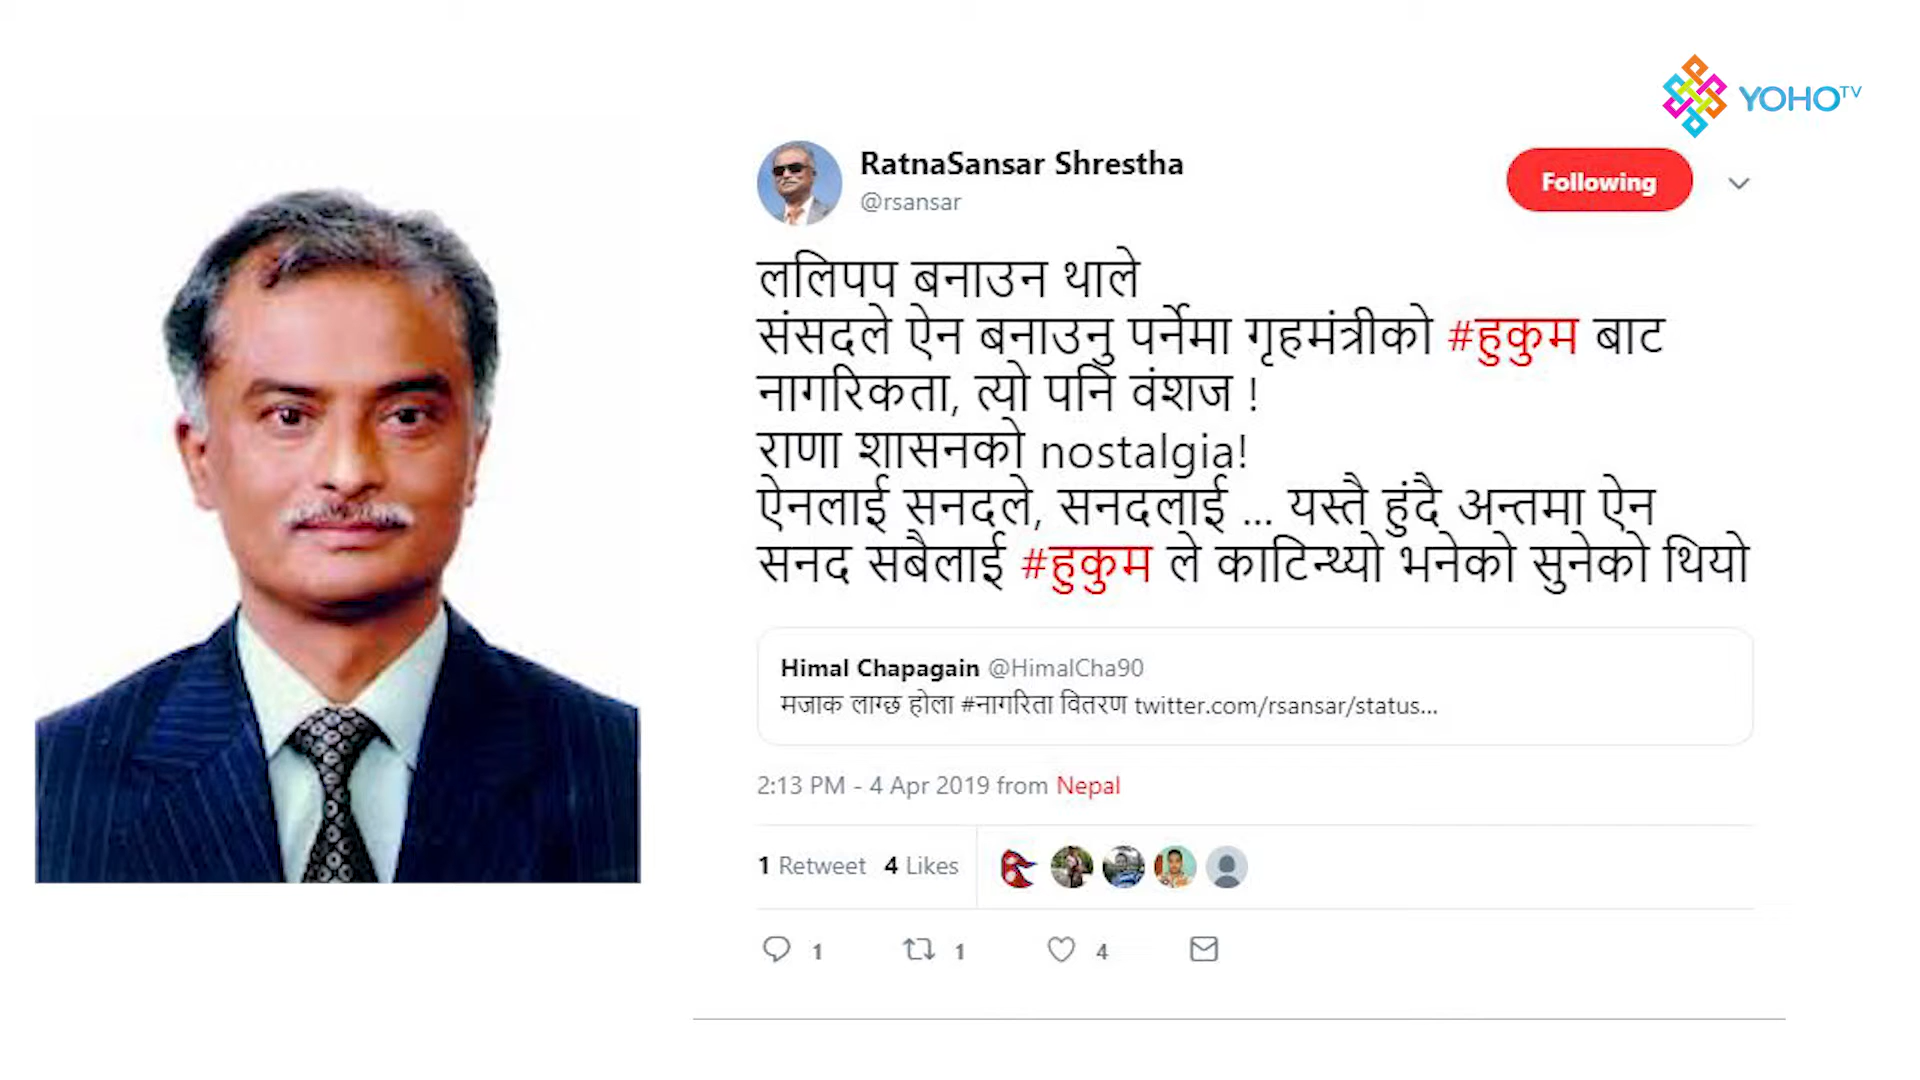 YOHO TV
RatnaSansar Shrestha
@rsansar
Following
ललिपप बनाउन थाले
संसदले ऐन बनाउनु पर्नेमा गृहमंत्रीको #हुकुम बाट
नागरिकता, त्यो पनि वंशज !
राणा शासनको nostalgia!
ऐनलाई सनदले, सनदलाई ... यस्तै हुंदै अन्तमा ऐन
सनद सबैलाई #हुकुम ले काटिन्थ्यो भनेको सुनेको थियो
Himal Chapagain @HimalCha90
मजाक लाग्छ होला #नागरिता वितरण twitter.com/rsansar/status...
2:13 PM - 4 Apr 2019 from Nepal
1 Retweet 4 Likes
1 1 4